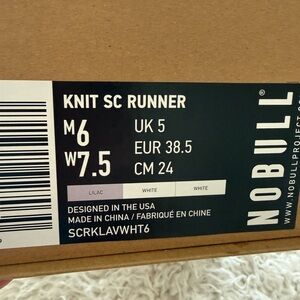 KNIT SC RUNNER
M6
W7.5
UK 5
EUR 38.5
CM 24
LILAC
WHITE
WHITE
DESIGNED IN THE USA
MADE IN CHINA / FABRIQUÉ EN CHINE
SCRKLAVWHT6
NOBULL®